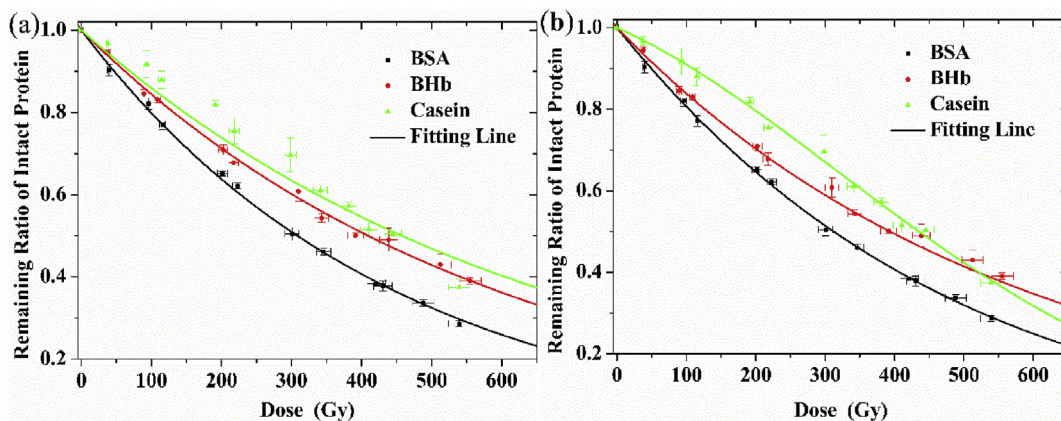 (a)
1.0
0.8
0.6
0.4
0.2
Remaining Ratio of Intact Protein
BSA
BHb
Casein
Fitting Line
0 100 200 300 400 500 600
Dose (Gy)
(b)
1.0
0.8
0.6
0.4
0.2
Remaining Ratio of Intact Protein
BSA
BHb
Casein
Fitting Line
0 100 200 300 400 500 600
Dose (Gy)